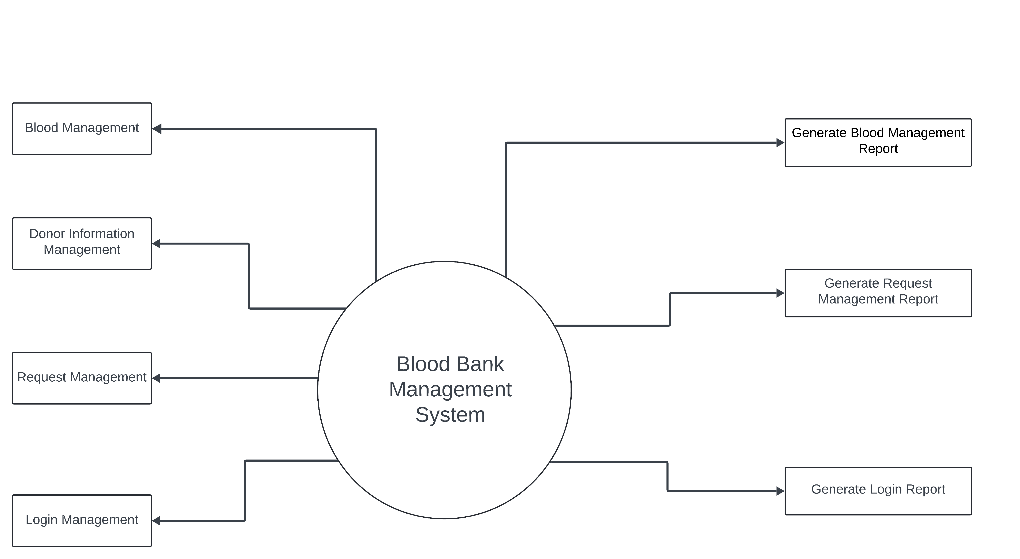 Blood Management
Generate Blood Management
Report
Donor Information
Management
Generate Request
Management Report
Blood Bank
Management
System
Request Management
Generate Login Report
Login Management